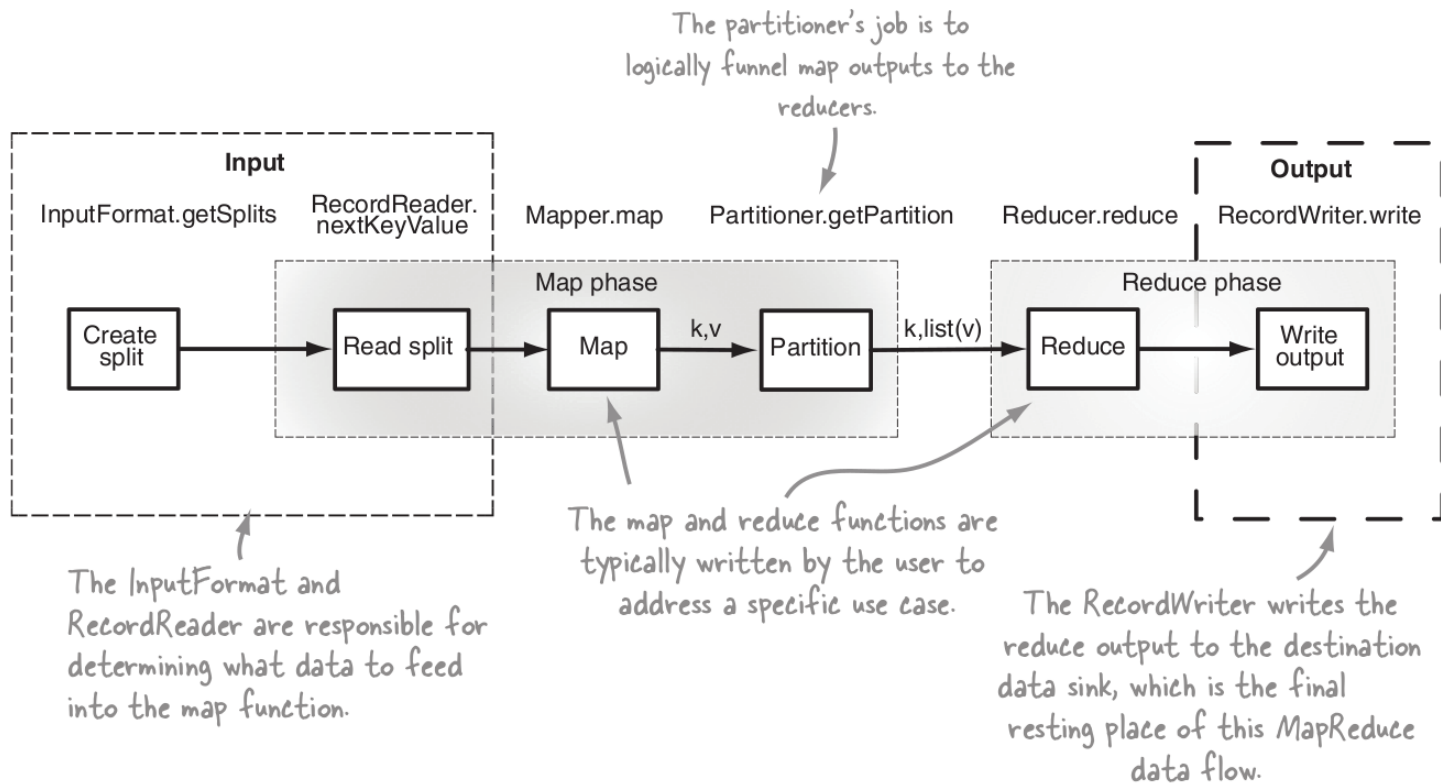 The partitioner's job is to
logically funnel map outputs to the
reducers.
Input
Output
InputFormat.getSplits
RecordReader.
nextKeyValue
Mapper.map
Partitioner.getPartition
Reducer.reduce
RecordWriter.write
Map phase
Reduce phase
Create
split
Read split
Map
k,v
Partition
k,list(v)
Reduce
Write
output
The InputFormat and
RecordReader are responsible for
determining what data to feed
into the map function.
The map and reduce functions are
typically written by the user to
address a specific use case.
The RecordWriter writes the
reduce output to the destination
data sink, which is the final
resting place of this MapReduce
data flow.